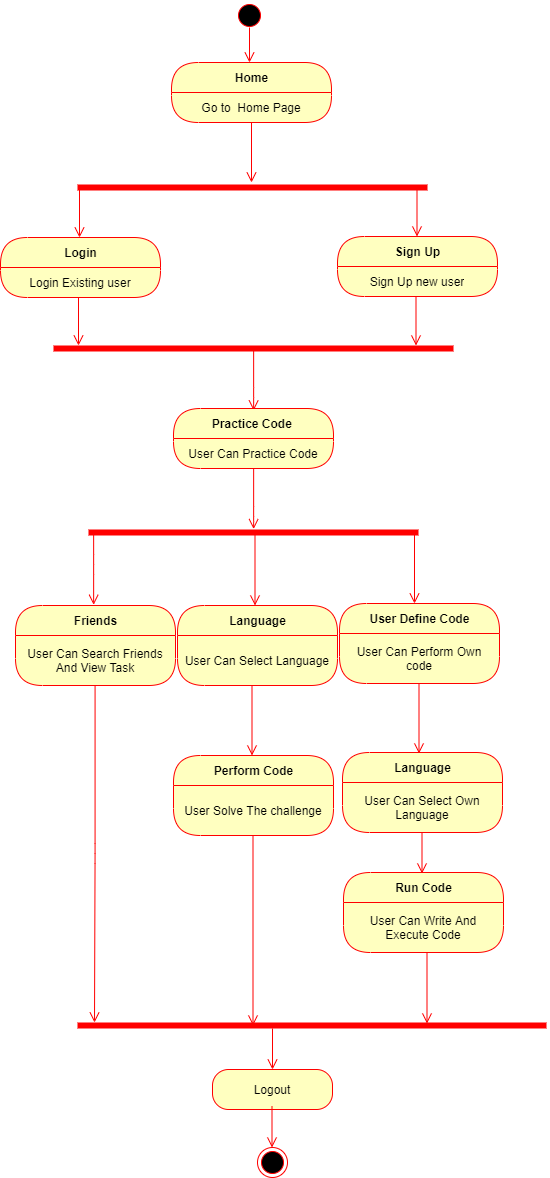 Home
Go to  Home Page
Login
Login Existing user
Sign Up
Sign Up new user
Practice Code
User Can Practice Code
Friends
User Can Search Friends
And View Task
Language
User Can Select Language
User Define Code
User Can Perform Own
code
Perform Code
User Solve The challenge
Language
User Can Select Own
Language
Run Code
User Can Write And
Execute Code
Logout